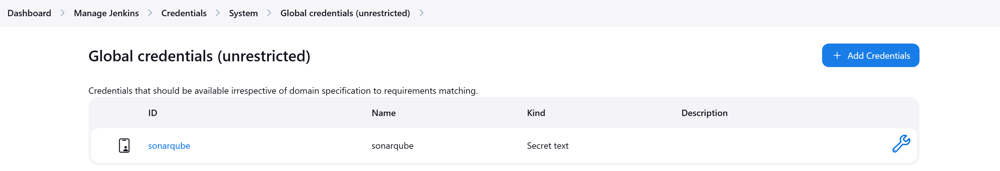 Dashboard > Manage Jenkins > Credentials > System > Global credentials (unrestricted) >
Global credentials (unrestricted)
+ Add Credentials
Credentials that should be available irrespective of domain specification to requirements matching.
ID Name Kind Description
sonarqube sonarqube Secret text